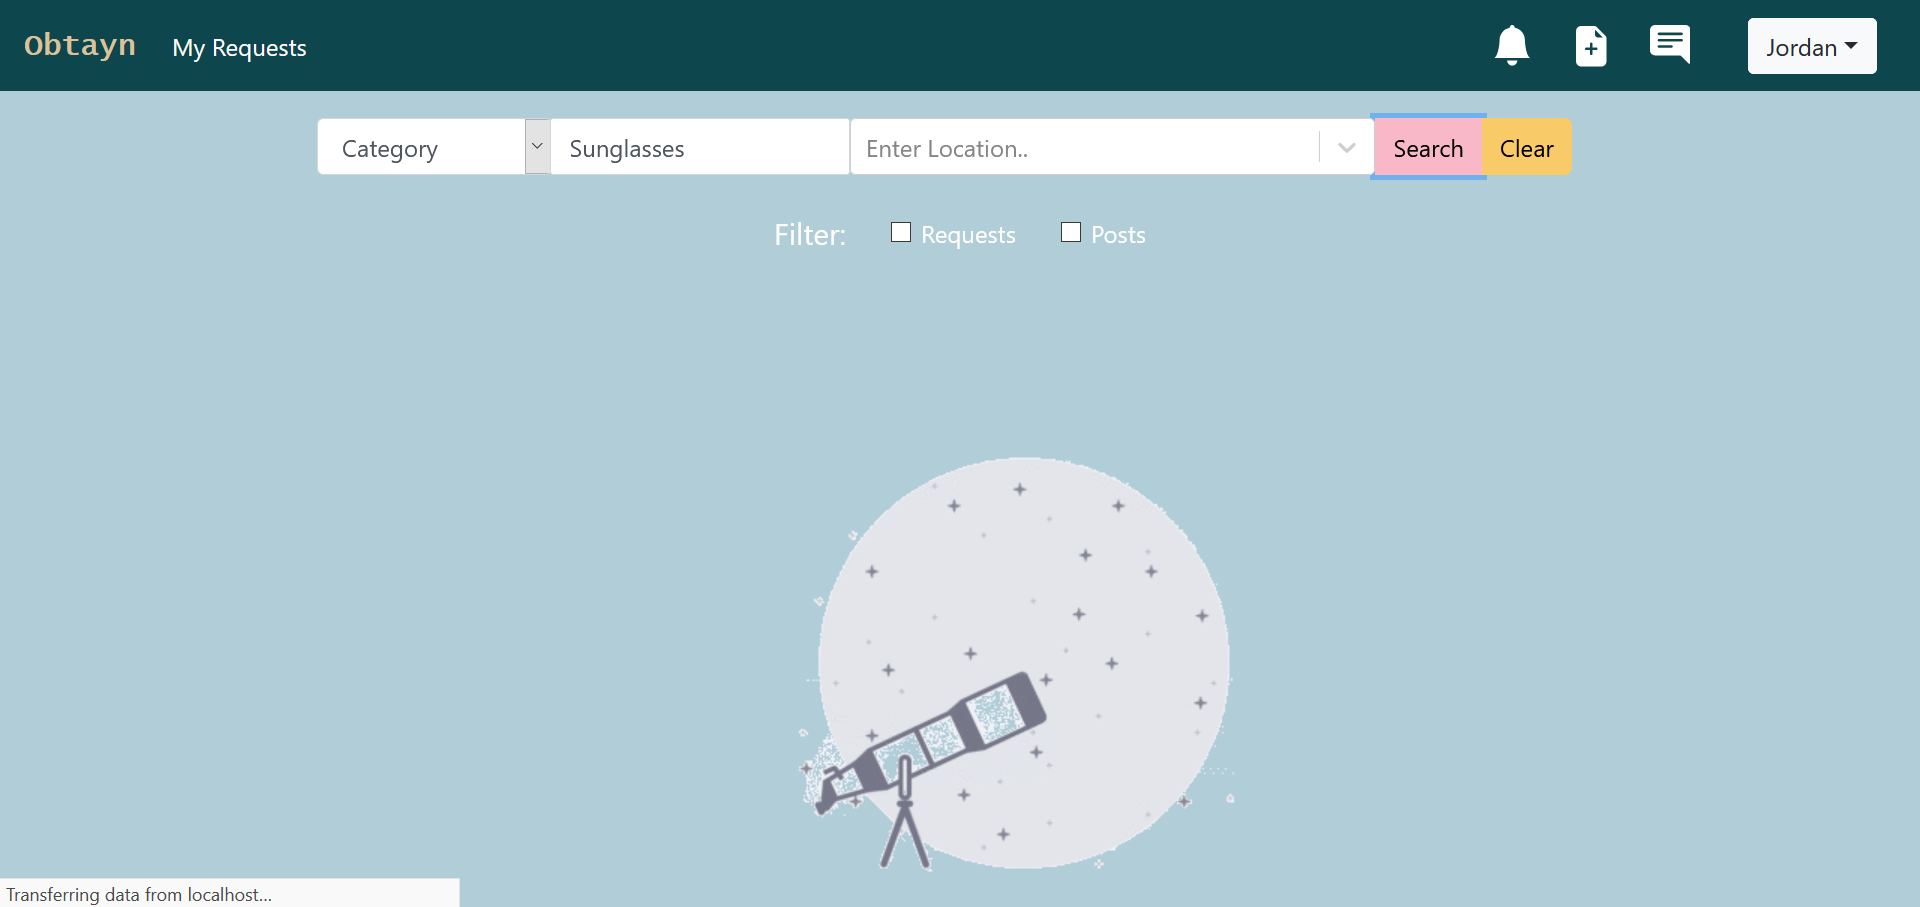 Obtayn My Requests Jordan
Category Sunglasses Enter Location.. Search Clear
Filter: Requests Posts
Transferring data from localhost...